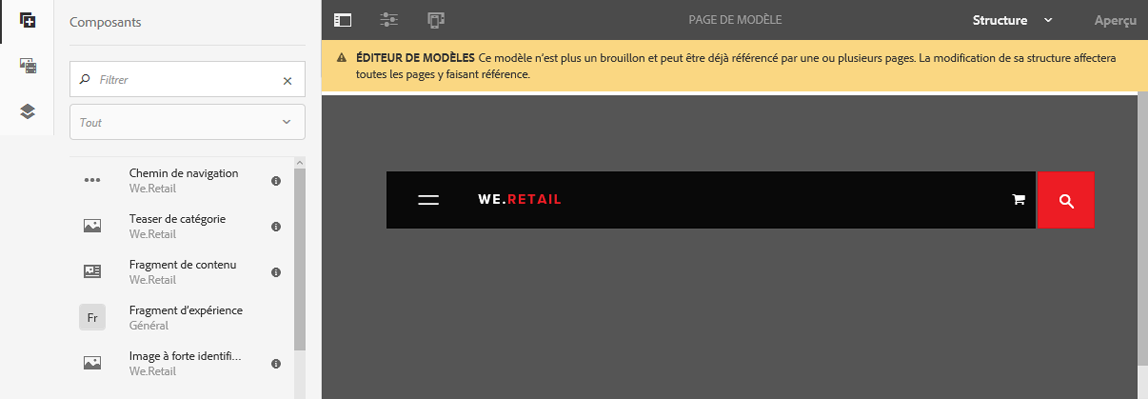 Composants
Filtrer
Tout
Chemin de navigation
We.Retail
Teaser de catégorie
We.Retail
Fragment de contenu
We.Retail
Fr
Fragment d'expérience
Général
Image à forte identifi...
We.Retail
PAGE DE MODÈLE
Structure
Aperçu
ÉDITEUR DE MODÈLES Ce modèle n'est plus un brouillon et peut être déjà référencé par une ou plusieurs pages. La modification de sa structure affectera
toutes les pages y faisant référence.
WE.RETAIL